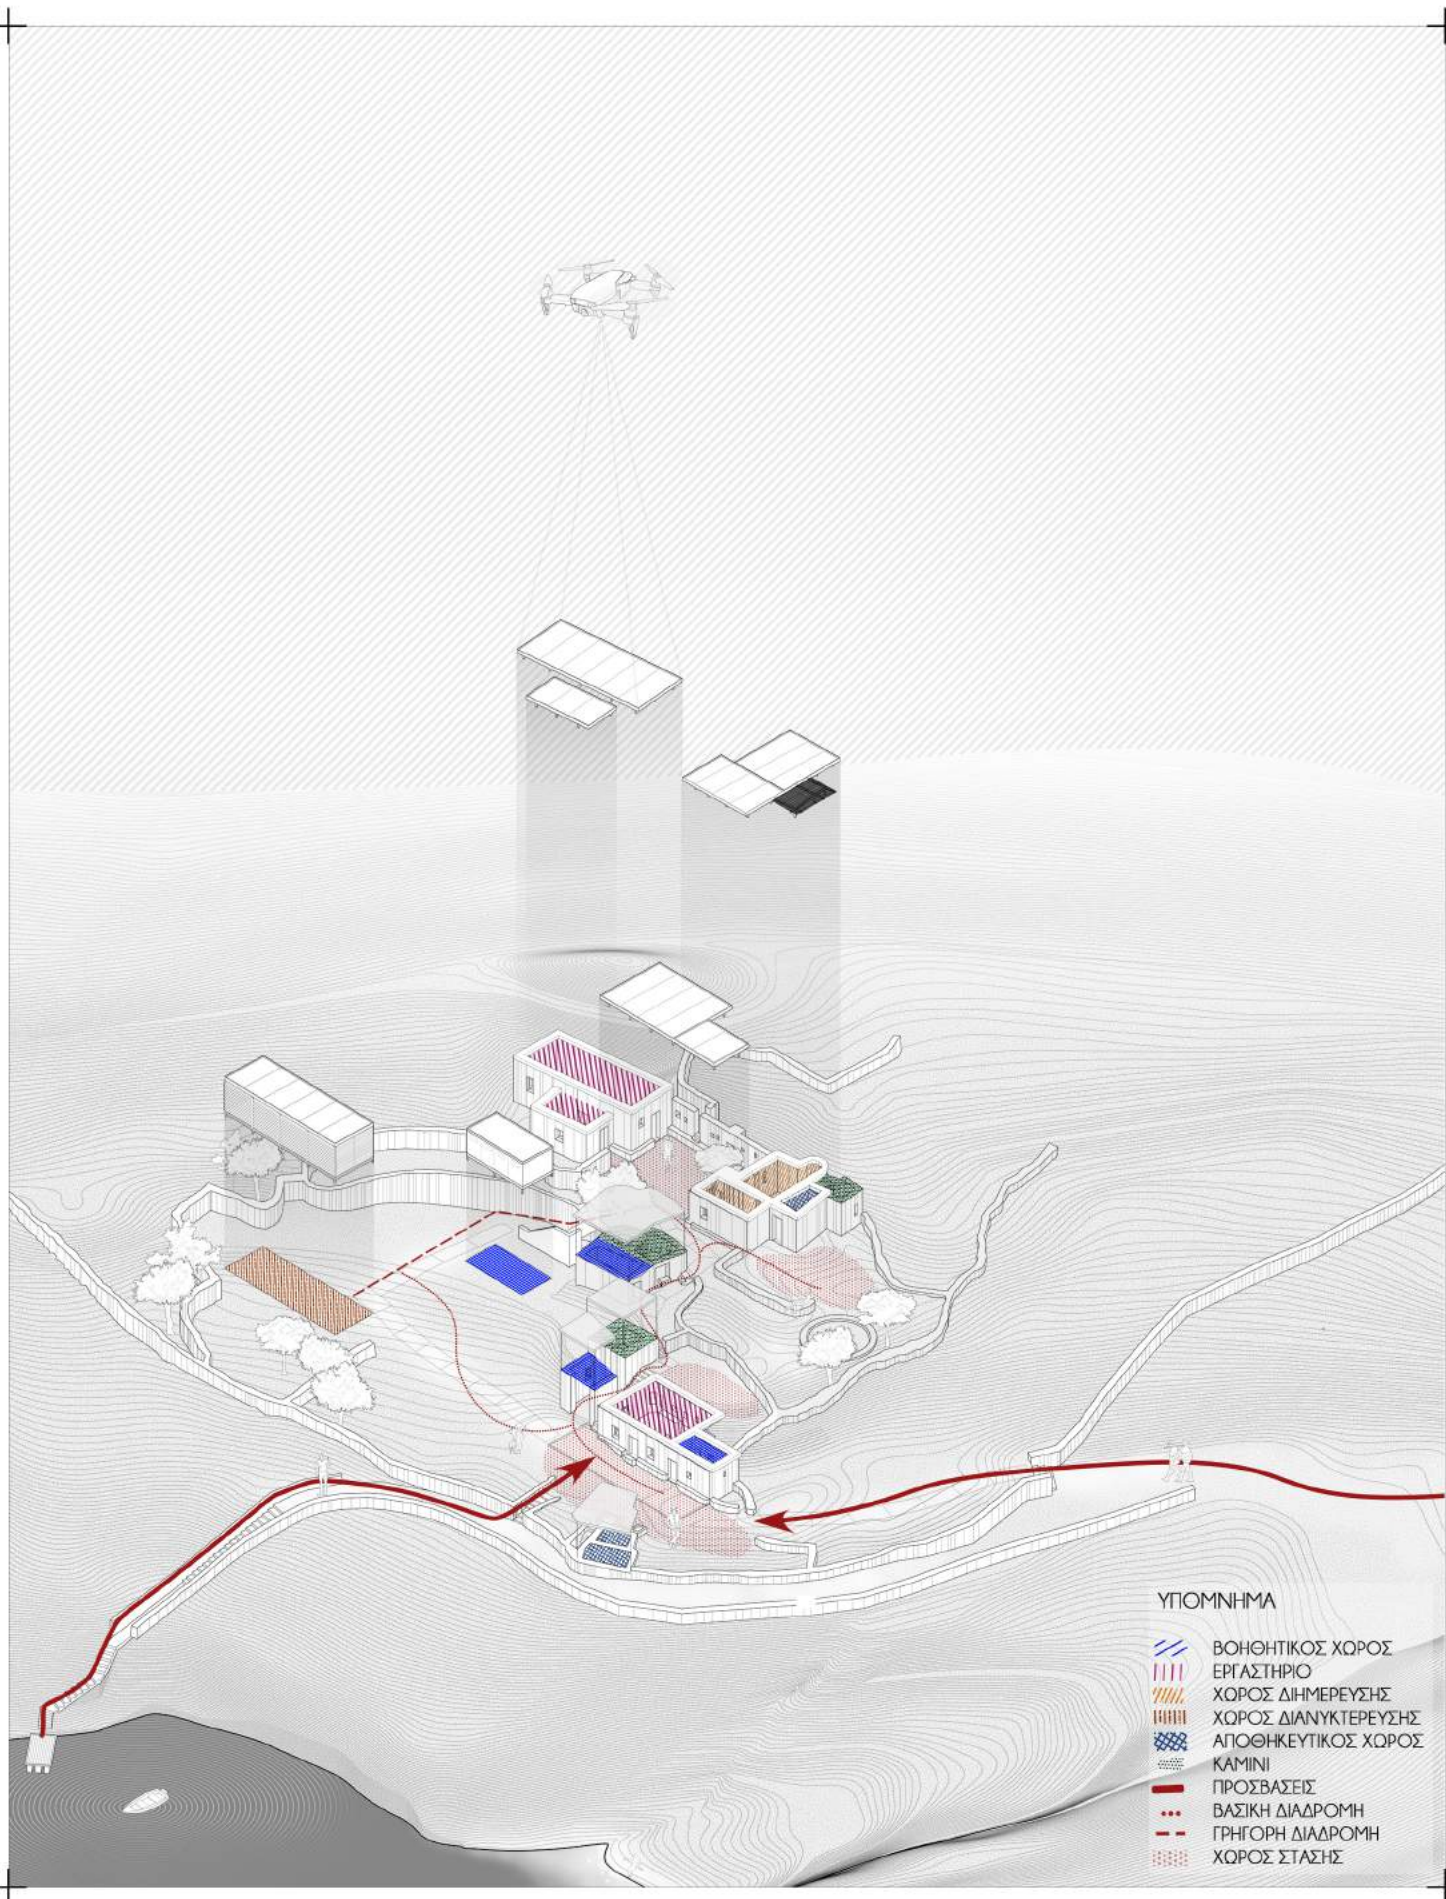 ΥΠΟΜΝΗΜΑ
ΒΟΗΘΗΤΙΚΟΣ ΧΩΡΟΣ
ΕΡΓΑΣΤΗΡΙΟ
ΧΩΡΟΣ ΔΙΗΜΕΡΕΥΣΗΣ
ΧΩΡΟΣ ΔΙΑΝΥΚΤΕΡΕΥΣΗΣ
ΑΠΟΘΗΚΕΥΤΙΚΟΣ ΧΩΡΟΣ
ΚΑΜΙΝΙ
ΠΡΟΣΒΑΣΕΙΣ
ΒΑΣΙΚΗ ΔΙΑΔΡΟΜΗ
ΓΡΗΓΟΡΗ ΔΙΑΔΡΟΜΗ
ΧΩΡΟΣ ΣΤΑΣΗΣ